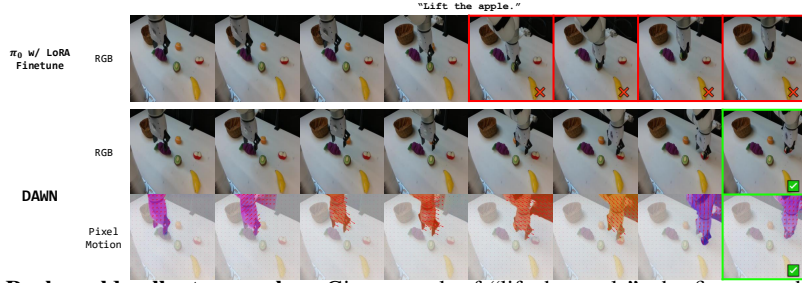 “Lift the apple.”
π₀ w/ LoRA
Finetune
RGB
RGB
DAWN
Pixel
Motion